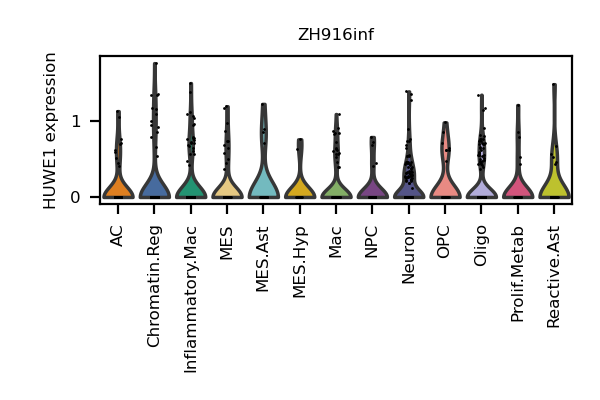 ZH916inf
HUWE1 expression
1
0
AC
Chromatin.Reg
Inflammatory.Mac
MES
MES.Ast
MES.Hyp
Mac
NPC
Neuron
OPC
Oligo
Prolif.Metab
Reactive.Ast